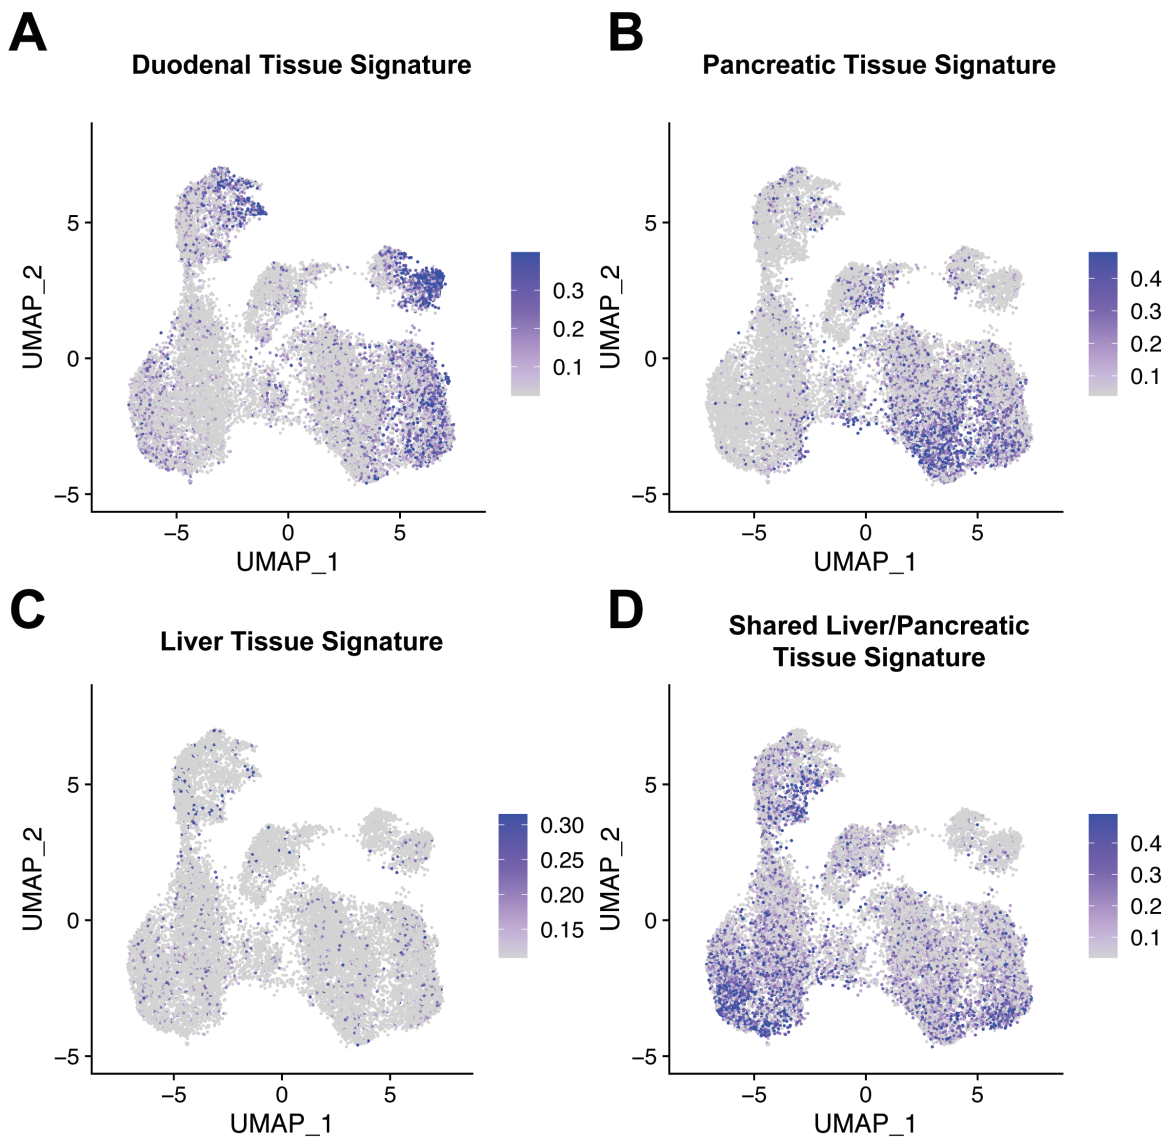 A
Duodenal Tissue Signature
UMAP_2
5
0
−5
−5
0
5
UMAP_1
0.3
0.2
0.1
B
Pancreatic Tissue Signature
UMAP_2
5
0
−5
−5
0
5
UMAP_1
0.4
0.3
0.2
0.1
C
Liver Tissue Signature
UMAP_2
5
0
−5
−5
0
5
UMAP_1
0.30
0.25
0.20
0.15
D
Shared Liver/Pancreatic
Tissue Signature
UMAP_2
5
0
−5
−5
0
5
UMAP_1
0.4
0.3
0.2
0.1